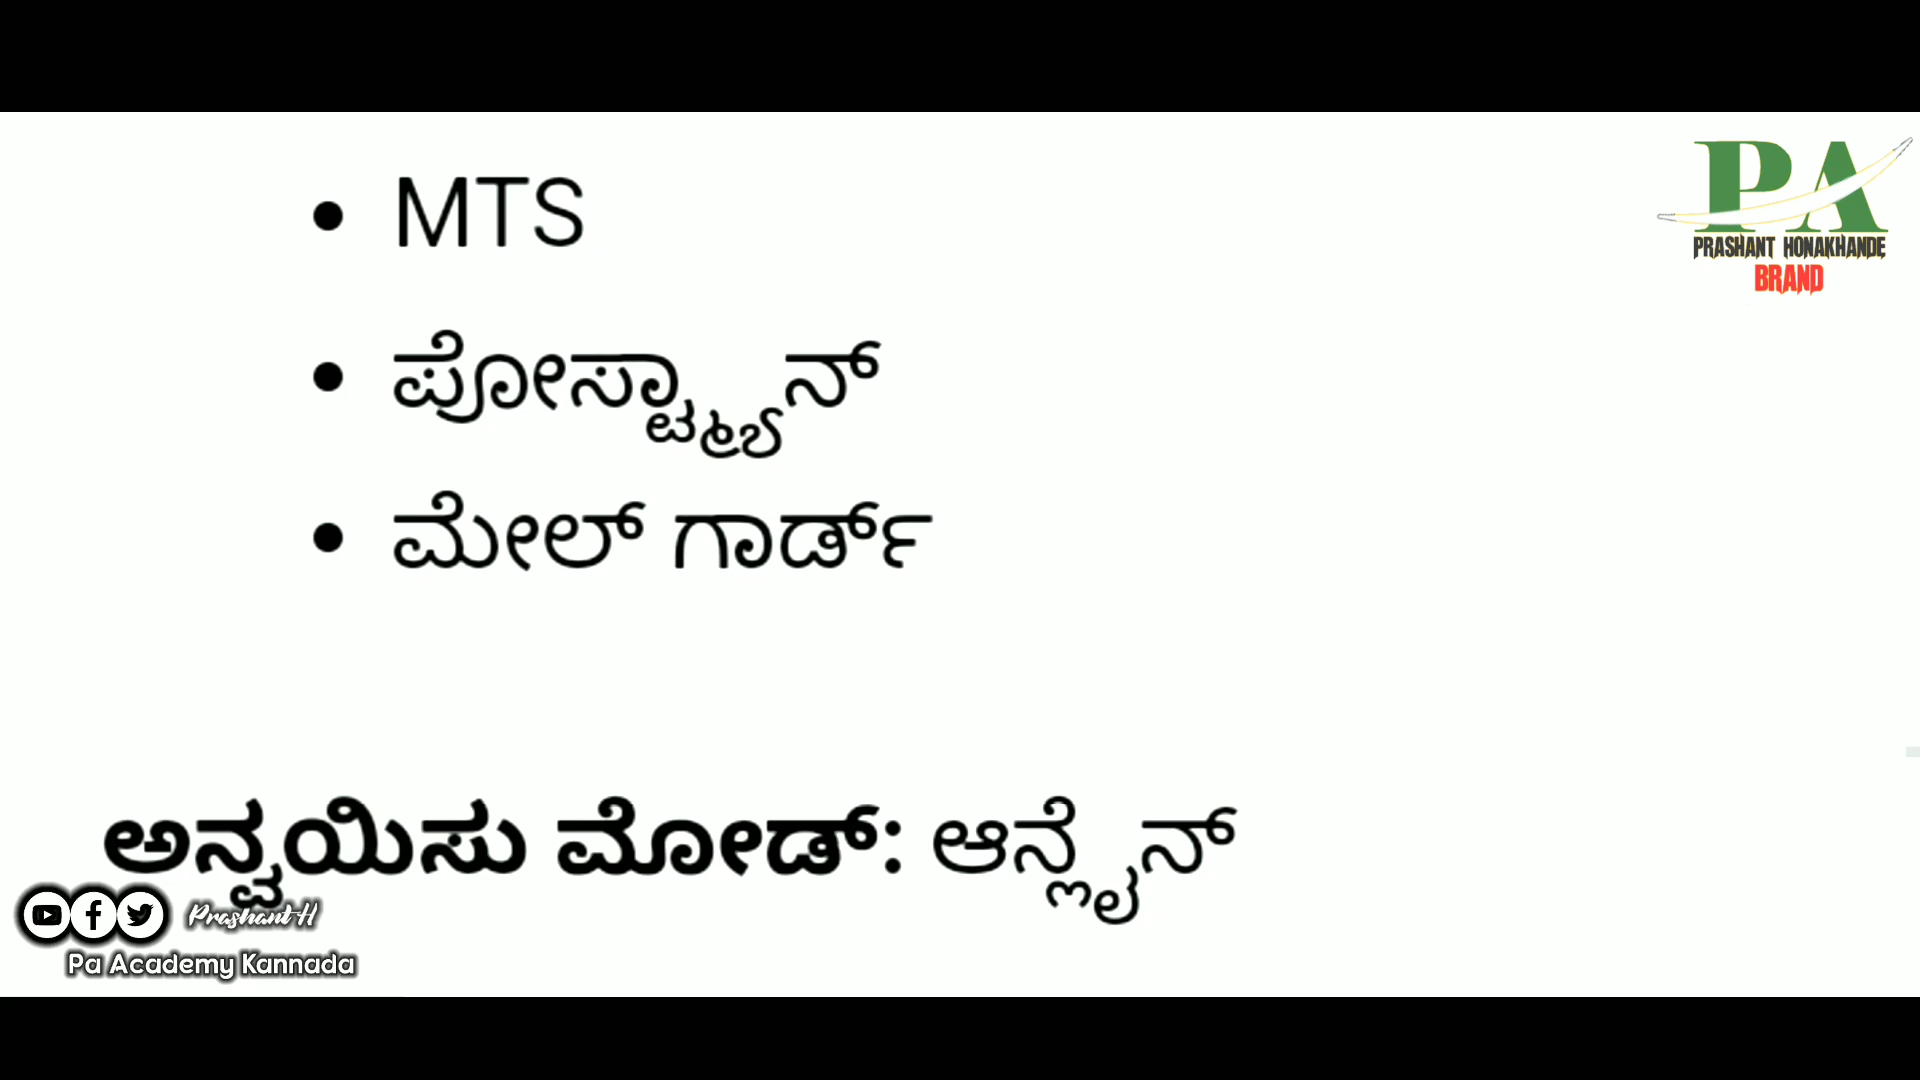 MTS
PA
PRASHANT HONAKHANDE
BRAND
ಪೋಸ್ಟ್ಮ್ಯಾನ್
ಮೇಲ್ ಗಾರ್ಡ್
ಅನ್ವಯಿಸು ಮೋಡ್: ಆನ್ಲೈನ್
Prashant H
Pa Academy Kannada